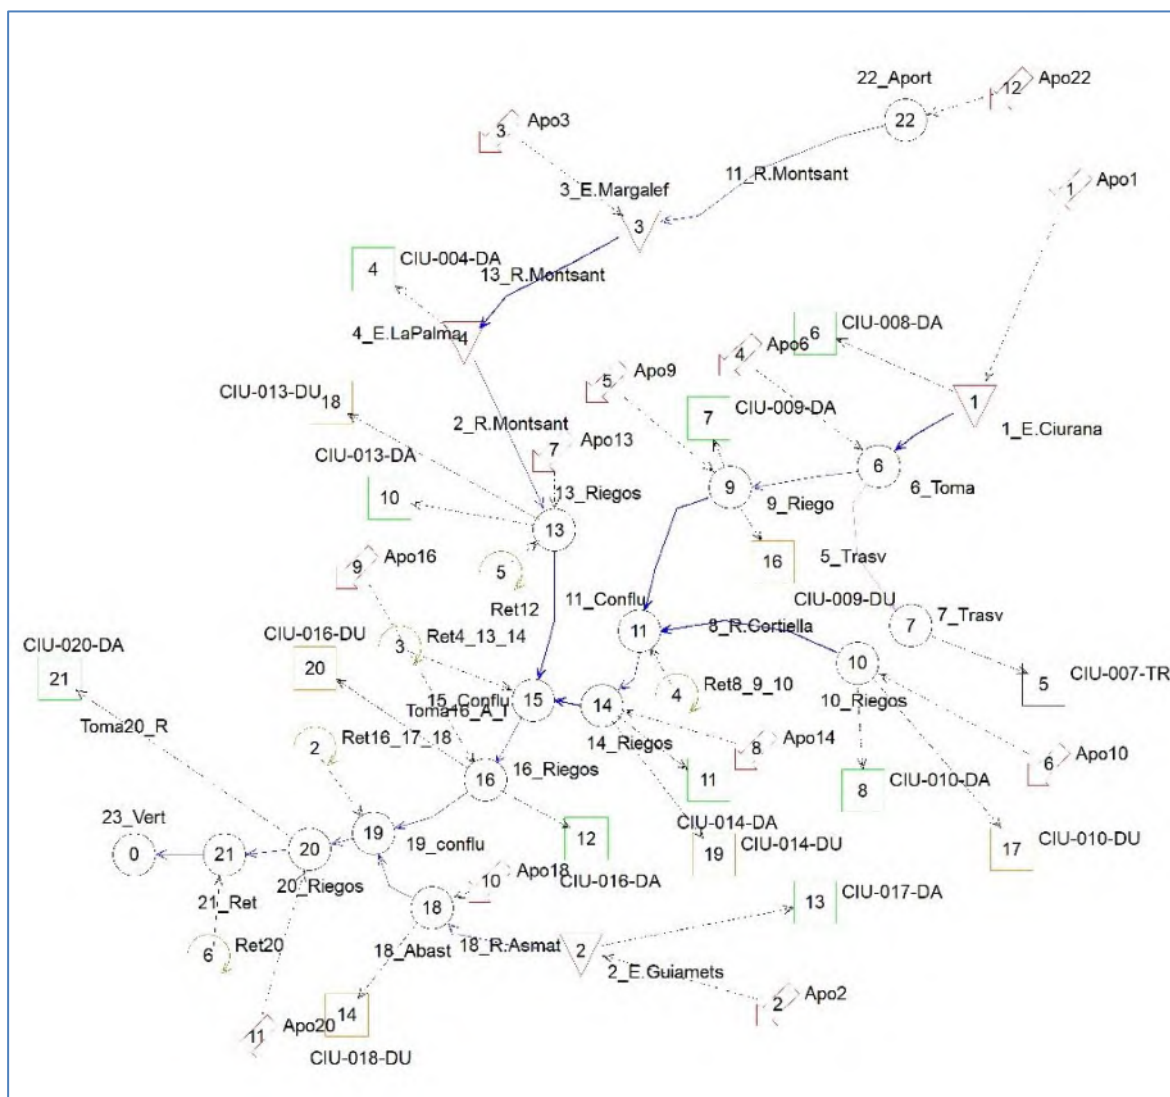 22_Aport
12 Apo22
22
3 Apo3
11_R.Montsant
1 Apo1
3_E.Margalef
3
CIU-004-DA
4
13_R.Montsant
4_E.LaPalma
4
CIU-008-DA
6
4 Apo6
5 Apo9
1
1_E.Ciurana
CIU-013-DU
18
CIU-009-DA
7
2_R.Montsant
7 Apo13
CIU-013-DA
10
13_Riegos
13
9
9_Riego
6
6_Toma
16
5_Trasv
CIU-009-DU
9 Apo16
5
Ret12
11_Conflu
11
8_R.Cortiella
7
7_Trasv
CIU-016-DU
20
3
Ret4_13_14
CIU-020-DA
21
10
10_Riegos
5
CIU-007-TR
4
Ret8_9_10
15_Conflu
15
14
14_Riegos
Toma20_R
2
Ret16_17_18
16
16_Riegos
8 Apo14
11
CIU-014-DA
8
CIU-010-DA
6 Apo10
23_Vert
0
21
20
20_Riegos
19
19_conflu
12
CIU-016-DA
19
CIU-014-DU
17
CIU-010-DU
21_Ret
6
Ret20
10 Apo18
18
18_Abast
18_R.Asmat
2
2_E.Guiamets
13
CIU-017-DA
11 Apo20
14
CIU-018-DU
2 Apo2